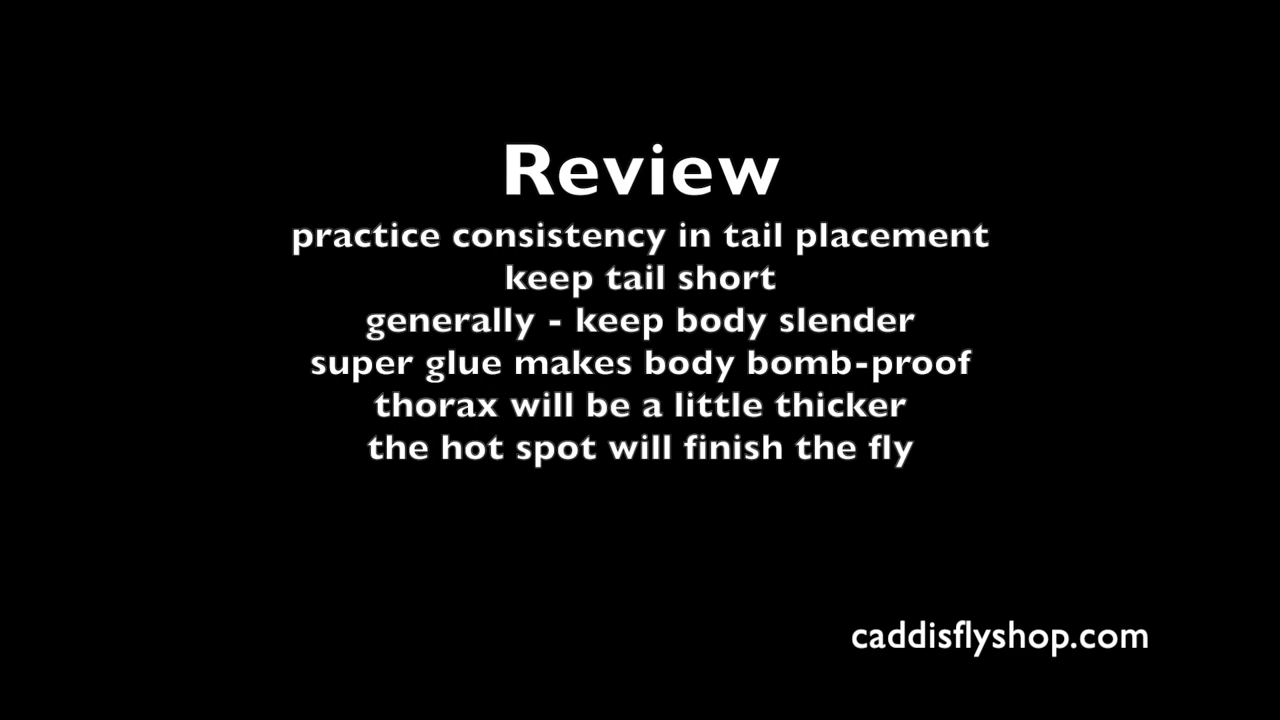 Review
practice consistency in tail placement
keep tail short
generally - keep body slender
super glue makes body bomb-proof
thorax will be a little thicker
the hot spot will finish the fly
caddisflyshop.com